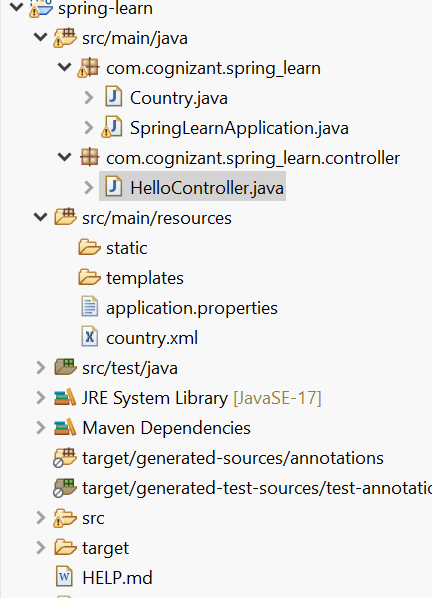 spring-learn
src/main/java
com.cognizant.spring_learn
Country.java
SpringLearnApplication.java
com.cognizant.spring_learn.controller
HelloController.java
src/main/resources
static
templates
application.properties
country.xml
src/test/java
JRE System Library [JavaSE-17]
Maven Dependencies
target/generated-sources/annotations
target/generated-test-sources/test-annotatio
src
target
HELP.md